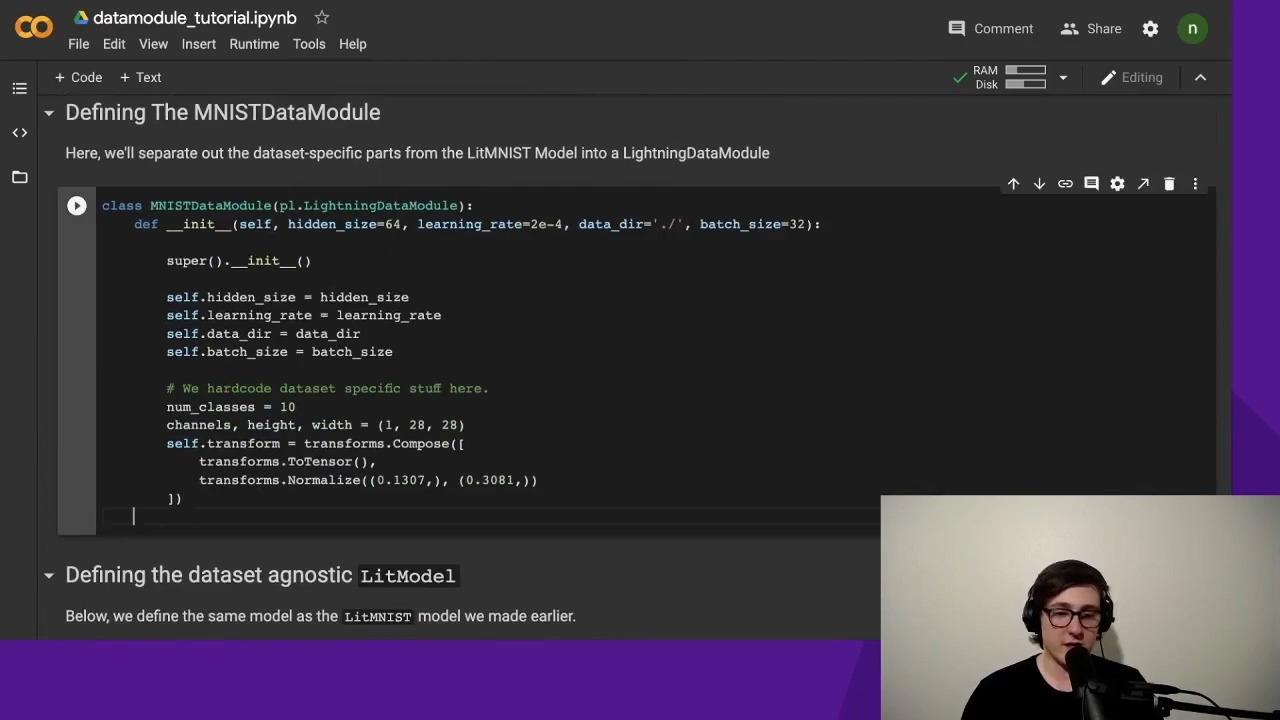 datamodule_tutorial.ipynb
File Edit View Insert Runtime Tools Help
Comment Share n
+ Code + Text
RAM
Disk
Editing
Defining The MNISTDataModule
Here, we'll separate out the dataset-specific parts from the LitMNIST Model into a LightningDataModule
class MNISTDataModule(pl.LightningDataModule):
    def __init__(self, hidden_size=64, learning_rate=2e-4, data_dir='./', batch_size=32):
        super().__init__()
        self.hidden_size = hidden_size
        self.learning_rate = learning_rate
        self.data_dir = data_dir
        self.batch_size = batch_size
        # We hardcode dataset specific stuff here.
        num_classes = 10
        channels, height, width = (1, 28, 28)
        self.transform = transforms.Compose([
            transforms.ToTensor(),
            transforms.Normalize((0.1307,), (0.3081,))
        ])
Defining the dataset agnostic LitModel
Below, we define the same model as the LitMNIST model we made earlier.